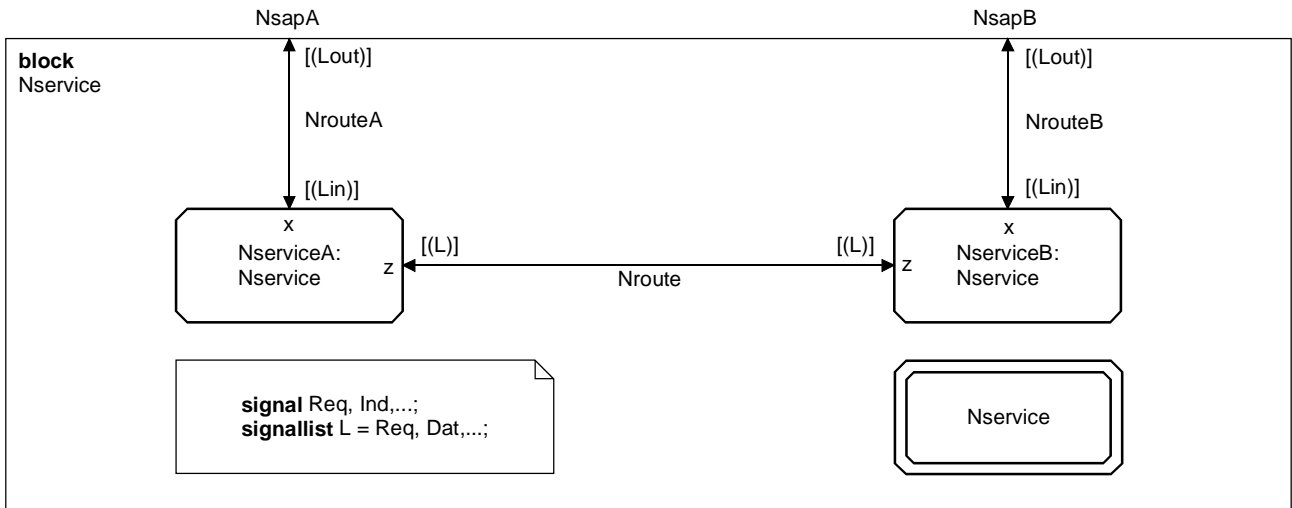 NsapA
NsapB
block
Nservice
[(Lout)]
[(Lout)]
NrouteA
NrouteB
[(Lin)]
[(Lin)]
x
NserviceA:
Nservice
z
[(L)]
Nroute
[(L)]
x
z
NserviceB:
Nservice
signal Req, Ind,...;
signallist L = Req, Dat,...;
Nservice